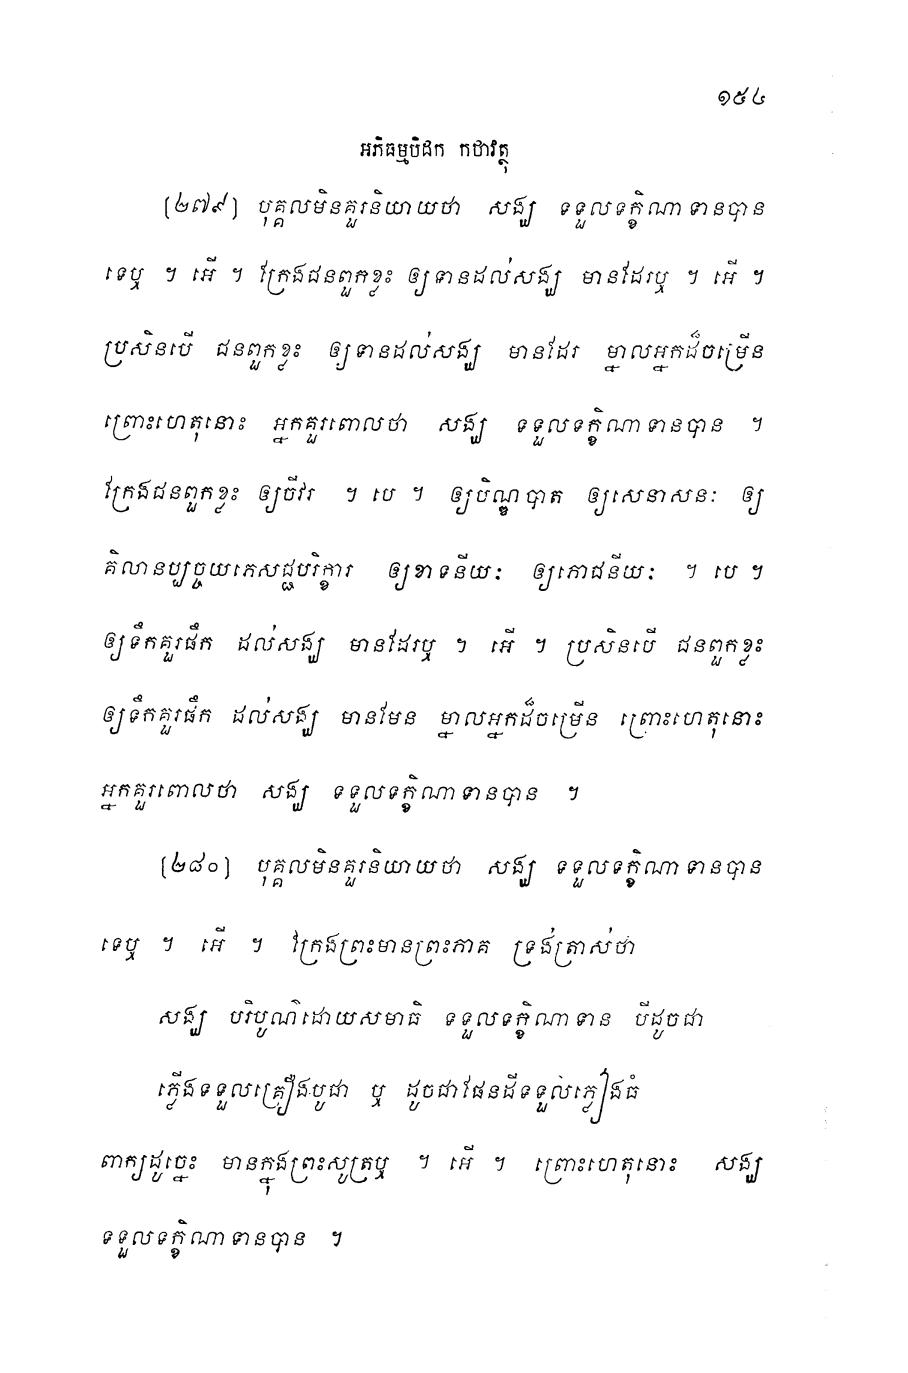 ១៥៤
អភិធម្មបិដក កថាវត្ថុ
(២៧៩) បុគ្គលមិនគួរនិយាយថា សង្ឃ ទទួលទក្ខិណាទានបាន
ទេឬ ។ អើ ។ ក្រែងជនពួកខ្លះ ឲ្យទានដល់សង្ឃ មានដែរឬ ។ អើ ។
ប្រសិនបើ ជនពួកខ្លះ ឲ្យទានដល់សង្ឃ មានដែរ ម្នាលអ្នកដ៏ចម្រើន
ព្រោះហេតុនោះ អ្នកគួរពោលថា សង្ឃ ទទួលទក្ខិណាទានបាន ។
ក្រែងជនពួកខ្លះ ឲ្យចីវរ ។ បេ ។ ឲ្យបិណ្ឌបាត ឲ្យសេនាសនៈ ឲ្យ
គិលានប្បច្ចយភេសជ្ជបរិក្ខារ ឲ្យខាទនីយៈ ឲ្យភោជនីយៈ ។ បេ ។
ឲ្យទឹកគួរផឹក ដល់សង្ឃ មានដែរឬ ។ អើ ។ ប្រសិនបើ ជនពួកខ្លះ
ឲ្យទឹកគួរផឹក ដល់សង្ឃ មានមែន ម្នាលអ្នកដ៏ចម្រើន ព្រោះហេតុនោះ
អ្នកគួរពោលថា សង្ឃ ទទួលទក្ខិណាទានបាន ។
(២៨០) បុគ្គលមិនគួរនិយាយថា សង្ឃ ទទួលទក្ខិណាទានបាន
ទេឬ ។ អើ ។ ក្រែងព្រះមានព្រះភាគ ទ្រង់ត្រាស់ថា
សង្ឃ បរិបូណ៌ដោយសមាធិ ទទួលទក្ខិណាទាន បីដូចជា
ភ្លើងទទួលគ្រឿងបូជា ឬ ដូចជាផែនដីទទួលភ្លៀងធំ
ពាក្យដូច្នេះ មានក្នុងព្រះសូត្រឬ ។ អើ ។ ព្រោះហេតុនោះ សង្ឃ
ទទួលទក្ខិណាទានបាន ។